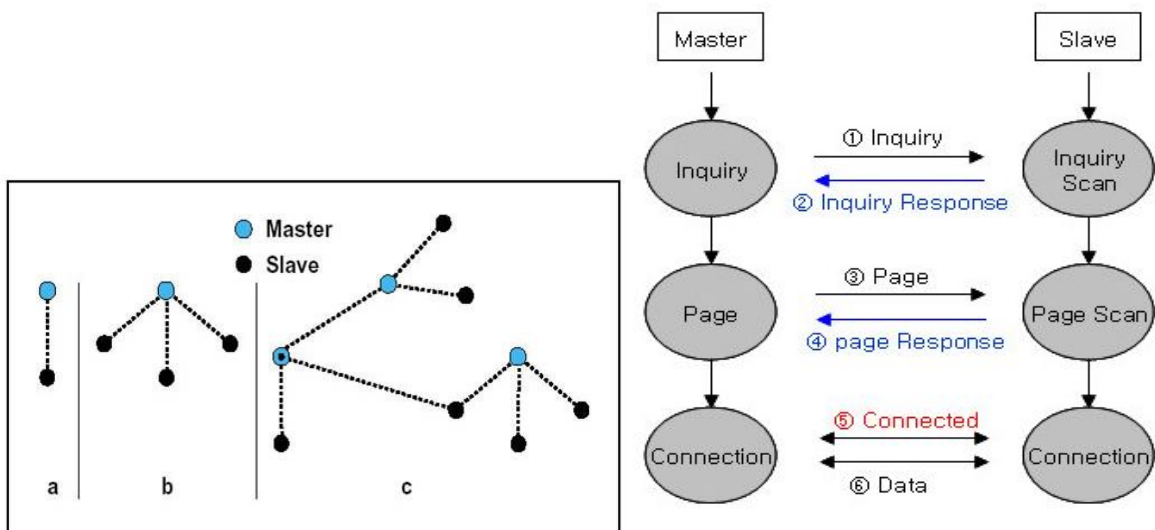 Master
Slave
a
b
c
Master
Slave
① Inquiry
Inquiry
Inquiry
Scan
② Inquiry Response
③ Page
Page
Page Scan
④ page Response
⑤ Connected
Connection
Connection
⑥ Data